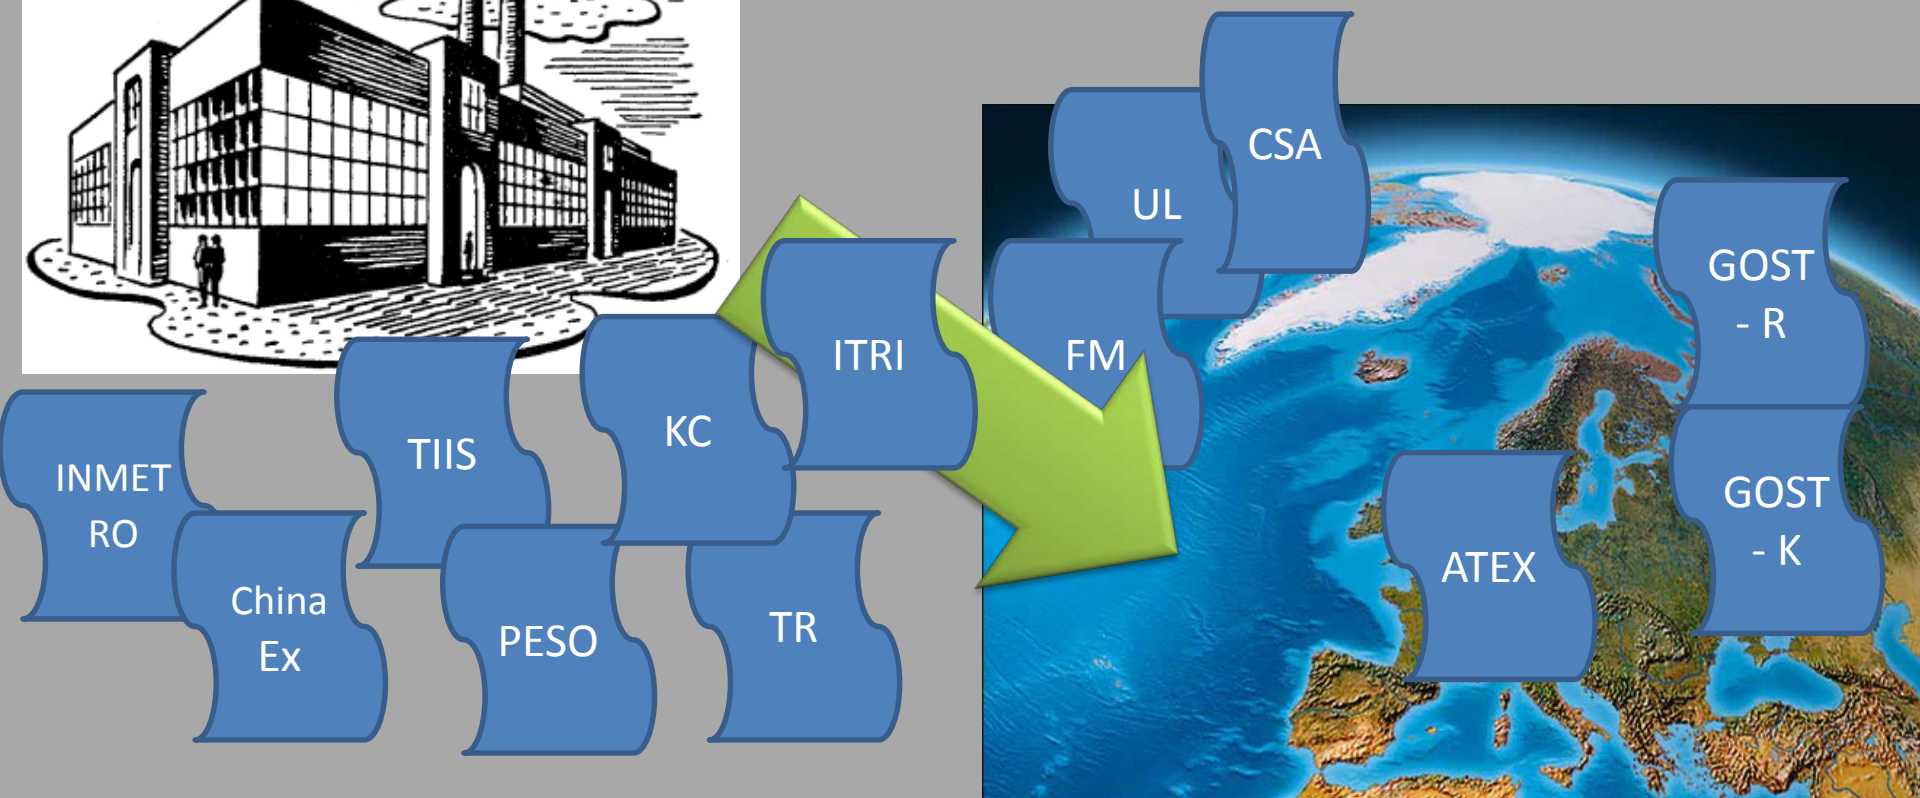 CSA
UL
GOST
- R
FM
ITRI
KC
TIIS
INMET
RO
GOST
- K
ATEX
China
Ex
PESO
TR